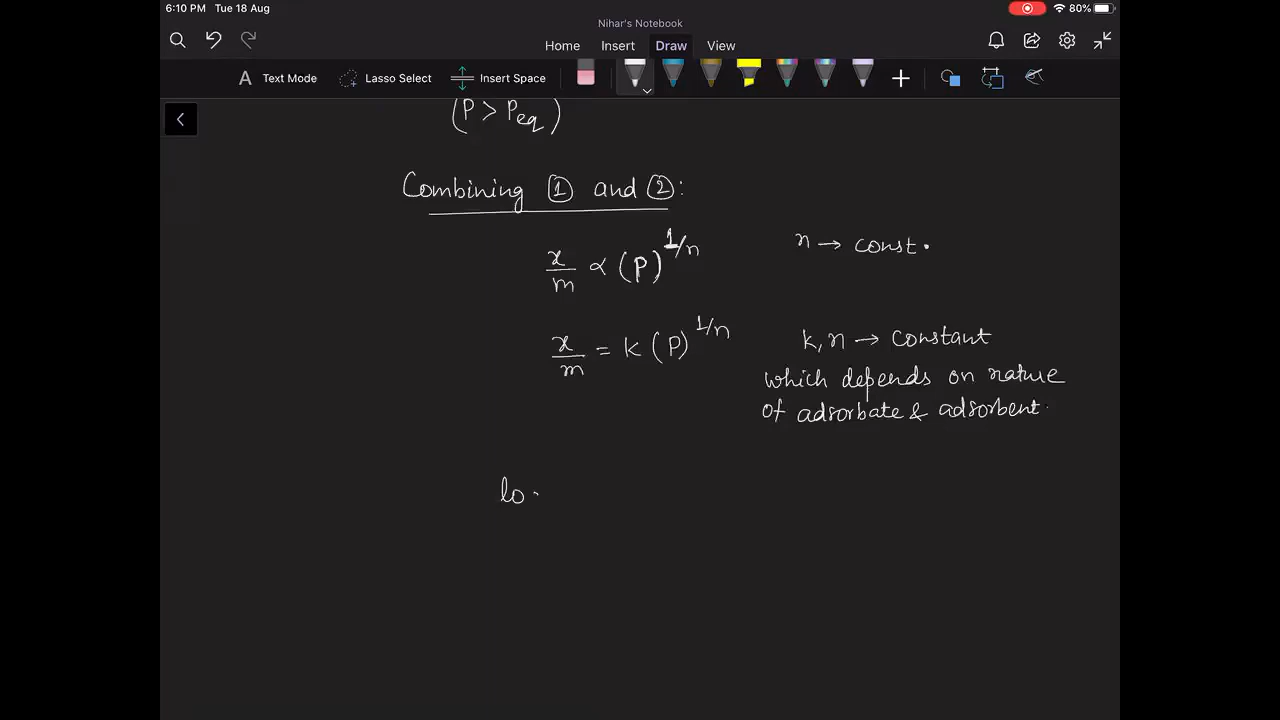 6:10 PM Tue 18 Aug 80%
Nihar's Notebook
Home Insert Draw View
Text Mode Lasso Select Insert Space
(P > Peq)
Combining ① and ②:
x/m ∝ (P)^1/n n → const.
x/m = k (P)^1/n k, n → constant
which depends on nature
of adsorbate & adsorbent.
lo